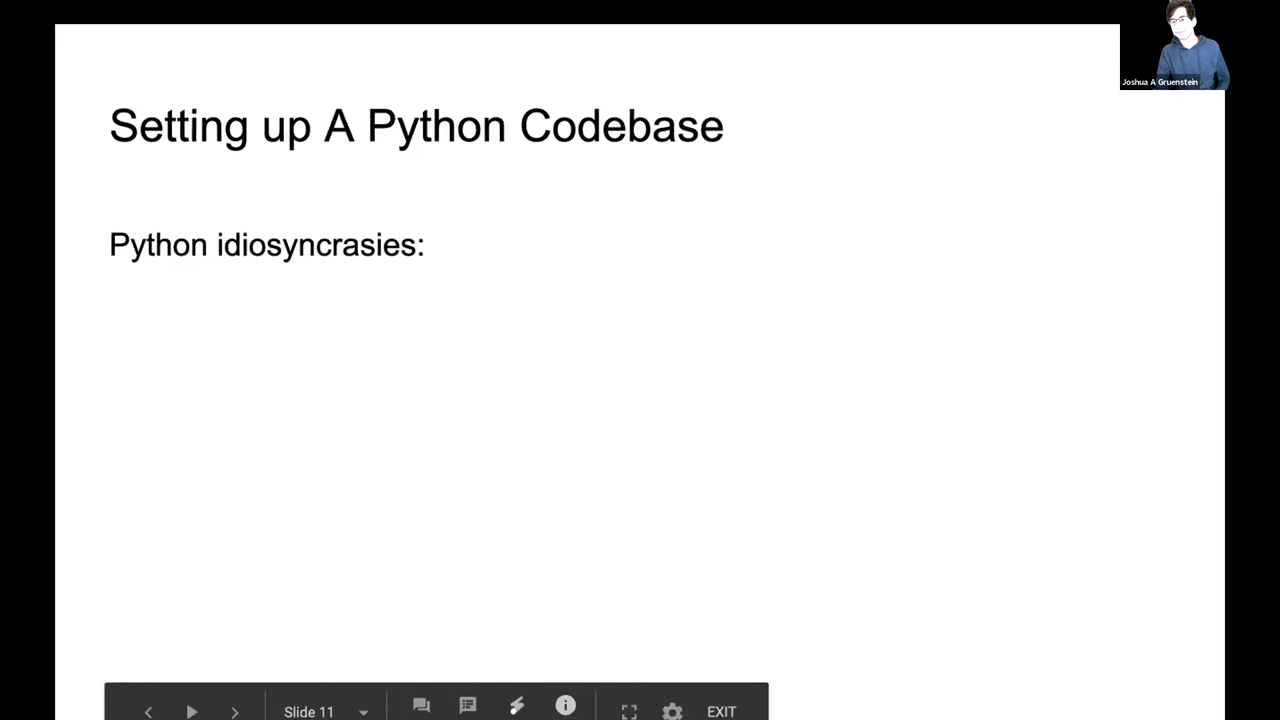 Joshua A Gruenstein
Setting up A Python Codebase
Python idiosyncrasies:
Slide 11
EXIT